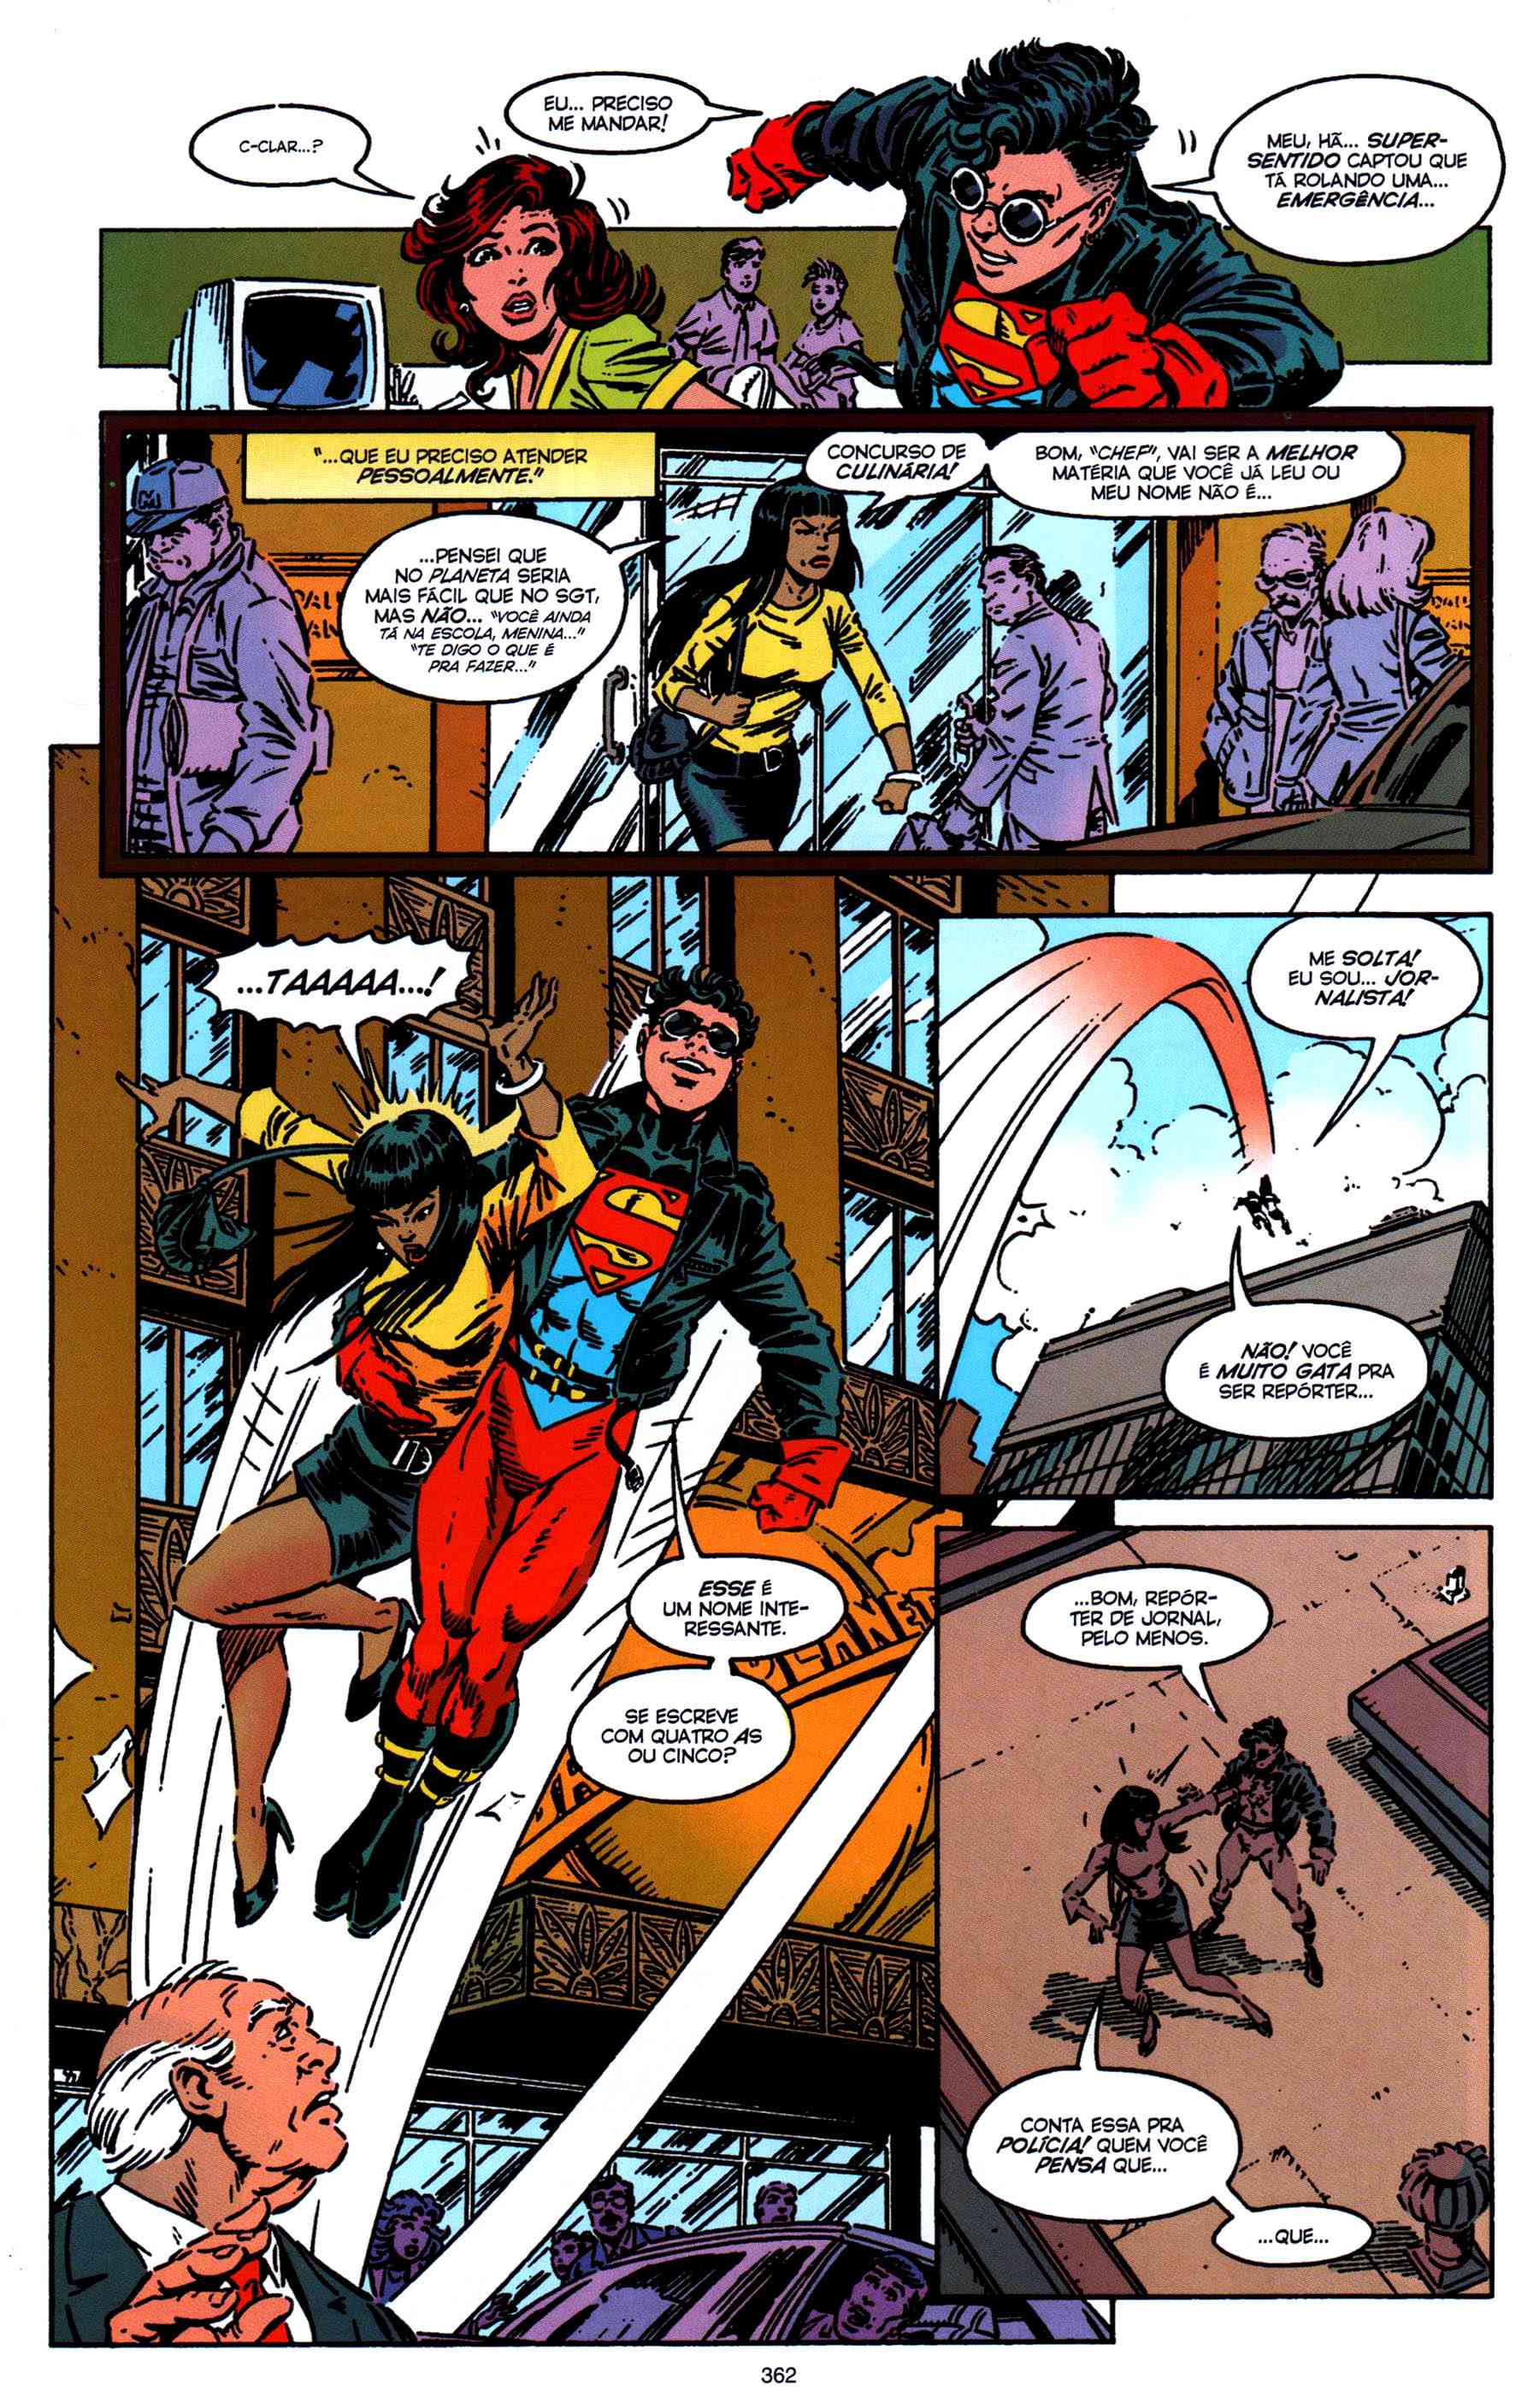 C-CLAR...?
EU... PRECISO
ME MANDAR!
MEU, HÃ... SUPER-
SENTIDO CAPTOU QUE
TÁ ROLANDO UMA...
EMERGÊNCIA...
"...QUE EU PRECISO ATENDER
PESSOALMENTE."
...PENSEI QUE
NO PLANETA SERIA
MAIS FÁCIL QUE NO SGT,
MAS NÃO... "VOCÊ AINDA
TÁ NA ESCOLA, MENINA..."
"TE DIGO O QUE É
PRA FAZER..."
CONCURSO DE
CULINÁRIA!
BOM, "CHEF", VAI SER A MELHOR
MATÉRIA QUE VOCÊ JÁ LEU OU
MEU NOME NÃO É...
M
...TAAAAA...!
S
ESSE É
UM NOME INTE-
RESSANTE.
SE ESCREVE
COM QUATRO AS
OU CINCO?
PLANET
ME SOLTA!
EU SOU... JOR-
NALISTA!
NÃO! VOCÊ
É MUITO GATA PRA
SER REPÓRTER...
...BOM, REPÓR-
TER DE JORNAL,
PELO MENOS.
CONTA ESSA PRA
POLÍCIA! QUEM VOCÊ
PENSA QUE...
...QUE...
362